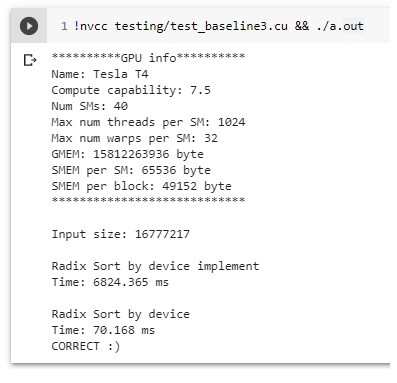 1 !nvcc testing/test_baseline3.cu && ./a.out
**********GPU info**********
Name: Tesla T4
Compute capability: 7.5
Num SMs: 40
Max num threads per SM: 1024
Max num warps per SM: 32
GMEM: 15812263936 byte
SMEM per SM: 65536 byte
SMEM per block: 49152 byte
****************************
Input size: 16777217
Radix Sort by device implement
Time: 6824.365 ms
Radix Sort by device
Time: 70.168 ms
CORRECT :)